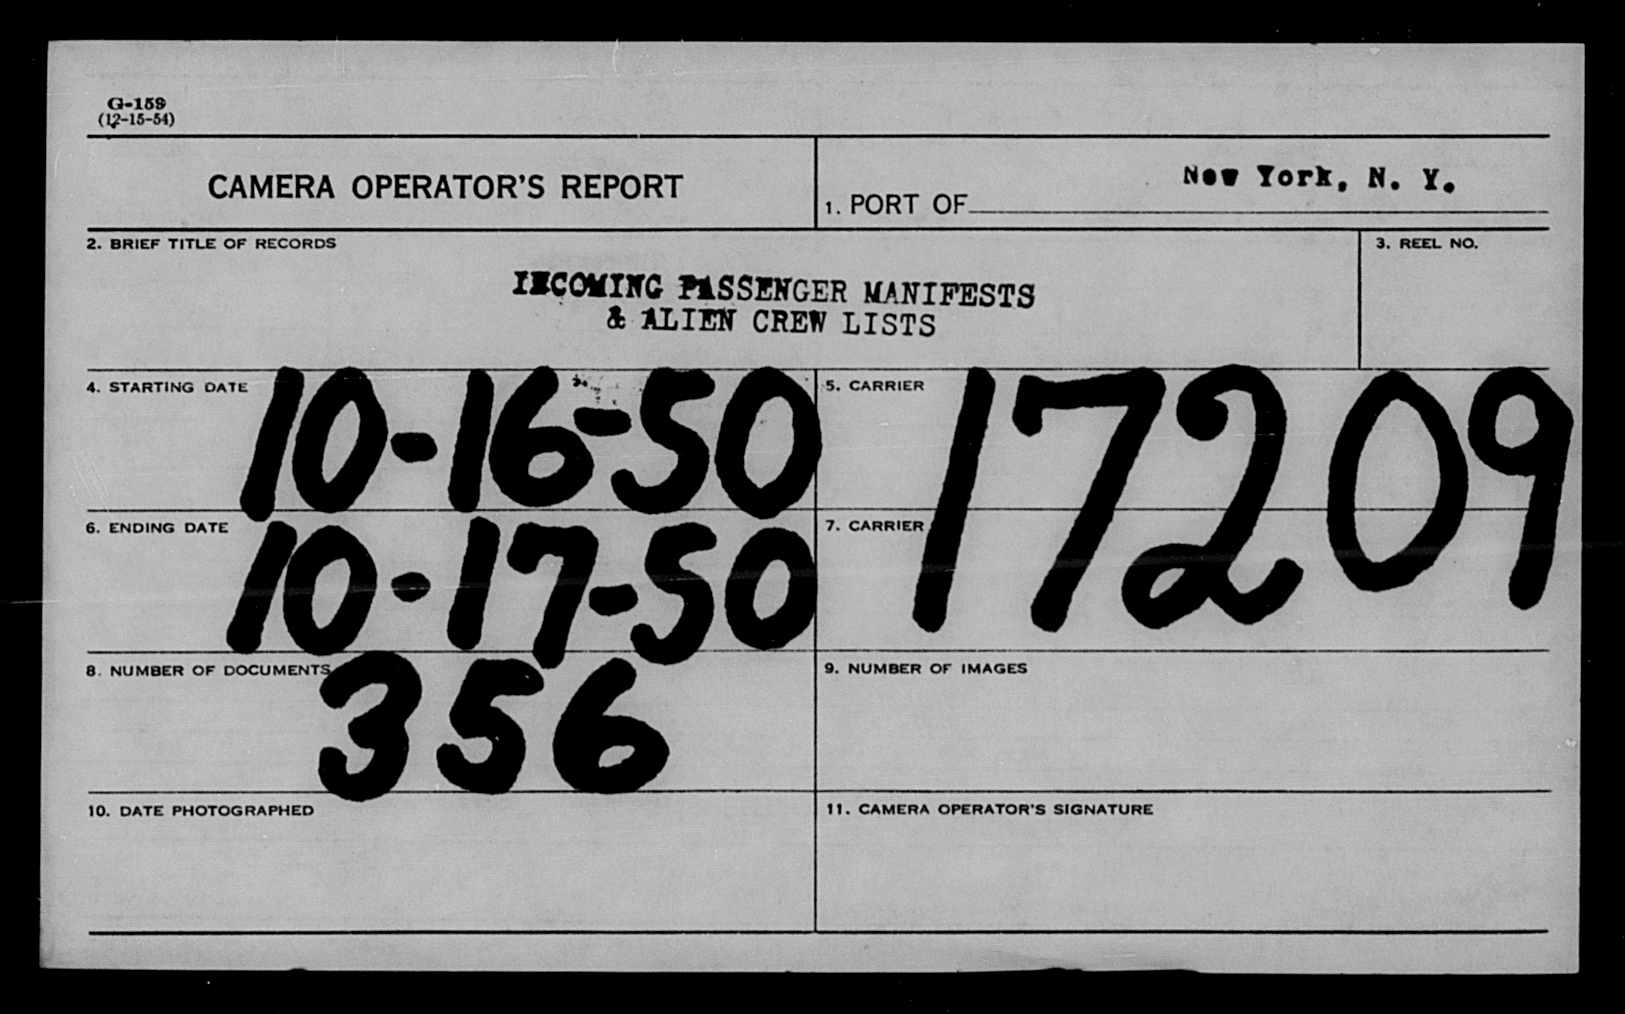 G-159
(12-15-54)
CAMERA OPERATOR'S REPORT
1. PORT OF New York, N. Y.
2. BRIEF TITLE OF RECORDS
3. REEL NO.
INCOMING PASSENGER MANIFESTS
& ALIEN CREW LISTS
4. STARTING DATE 10-16-50
5. CARRIER
17209
6. ENDING DATE 10-17-50
7. CARRIER
8. NUMBER OF DOCUMENTS 356
9. NUMBER OF IMAGES
10. DATE PHOTOGRAPHED
11. CAMERA OPERATOR'S SIGNATURE